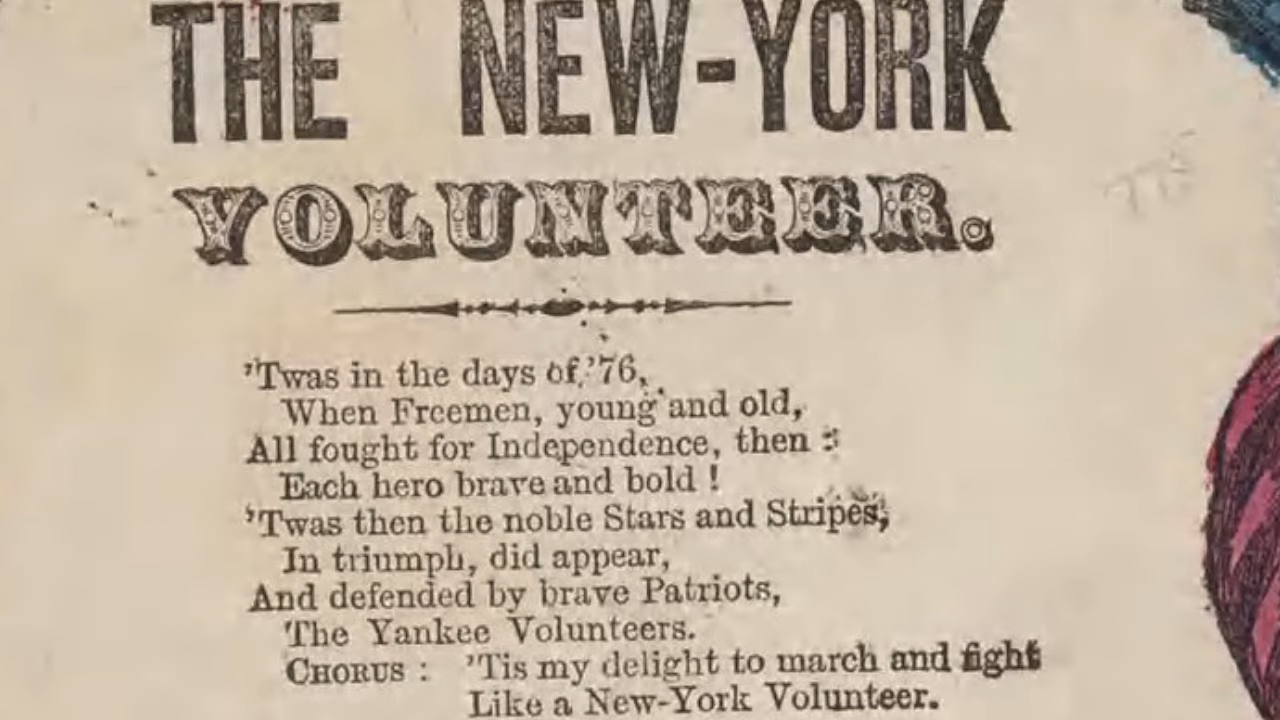 THE NEW-YORK
VOLUNTEER.
’Twas in the days of ’76,
When Freemen, young and old,
All fought for Independence, then :
Each hero brave and bold !
’Twas then the noble Stars and Stripes,
In triumph, did appear,
And defended by brave Patriots,
The Yankee Volunteers.
CHORUS : ’Tis my delight to march and fight
Like a New-York Volunteer.